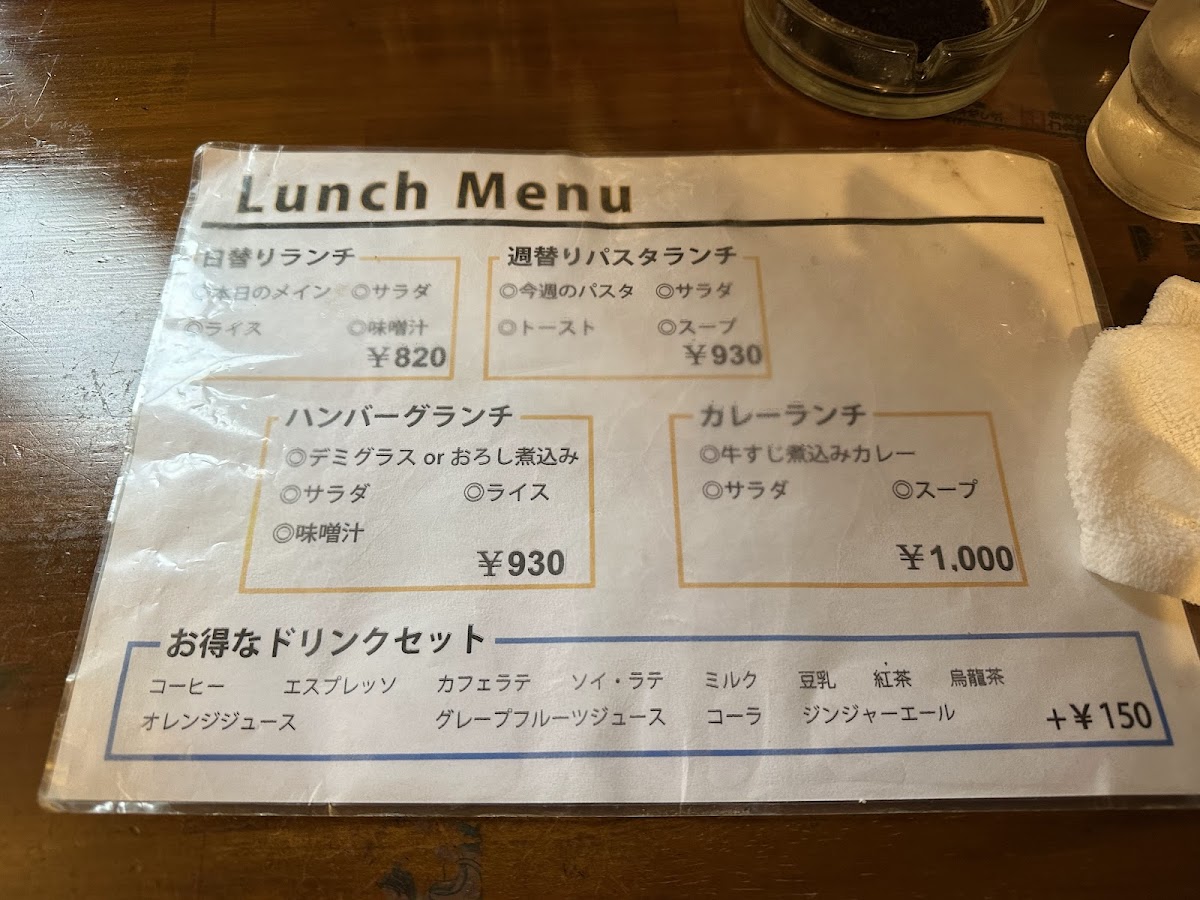 Lunch Menu
日替りランチ
◎本日のメイン ◎サラダ
◎ライス ◎味噌汁
￥820
週替りパスタランチ
◎今週のパスタ ◎サラダ
◎トースト ◎スープ
￥930
ハンバーグランチ
◎デミグラス or おろし煮込み
◎サラダ ◎ライス
◎味噌汁
￥930
カレーランチ
◎牛すじ煮込みカレー
◎サラダ ◎スープ
￥1,000
お得なドリンクセット
コーヒー エスプレッソ カフェラテ ソイ・ラテ ミルク 豆乳 紅茶 烏龍茶
オレンジジュース グレープフルーツジュース コーラ ジンジャーエール +￥150